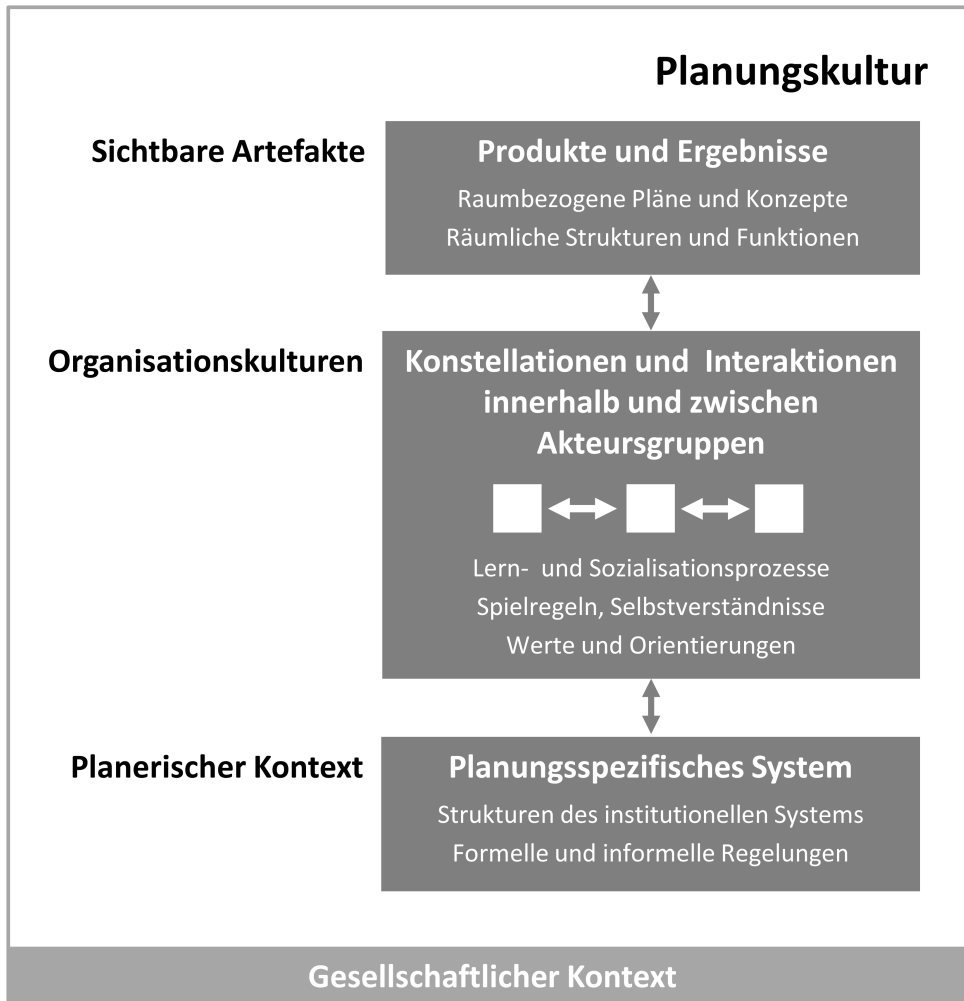 Planungskultur
Sichtbare Artefakte
Produkte und Ergebnisse
Raumbezogene Pläne und Konzepte
Räumliche Strukturen und Funktionen
Organisationskulturen
Konstellationen und Interaktionen
innerhalb und zwischen
Akteursgruppen
Lern- und Sozialisationsprozesse
Spielregeln, Selbstverständnisse
Werte und Orientierungen
Planerischer Kontext
Planungsspezifisches System
Strukturen des institutionellen Systems
Formelle und informelle Regelungen
Gesellschaftlicher Kontext